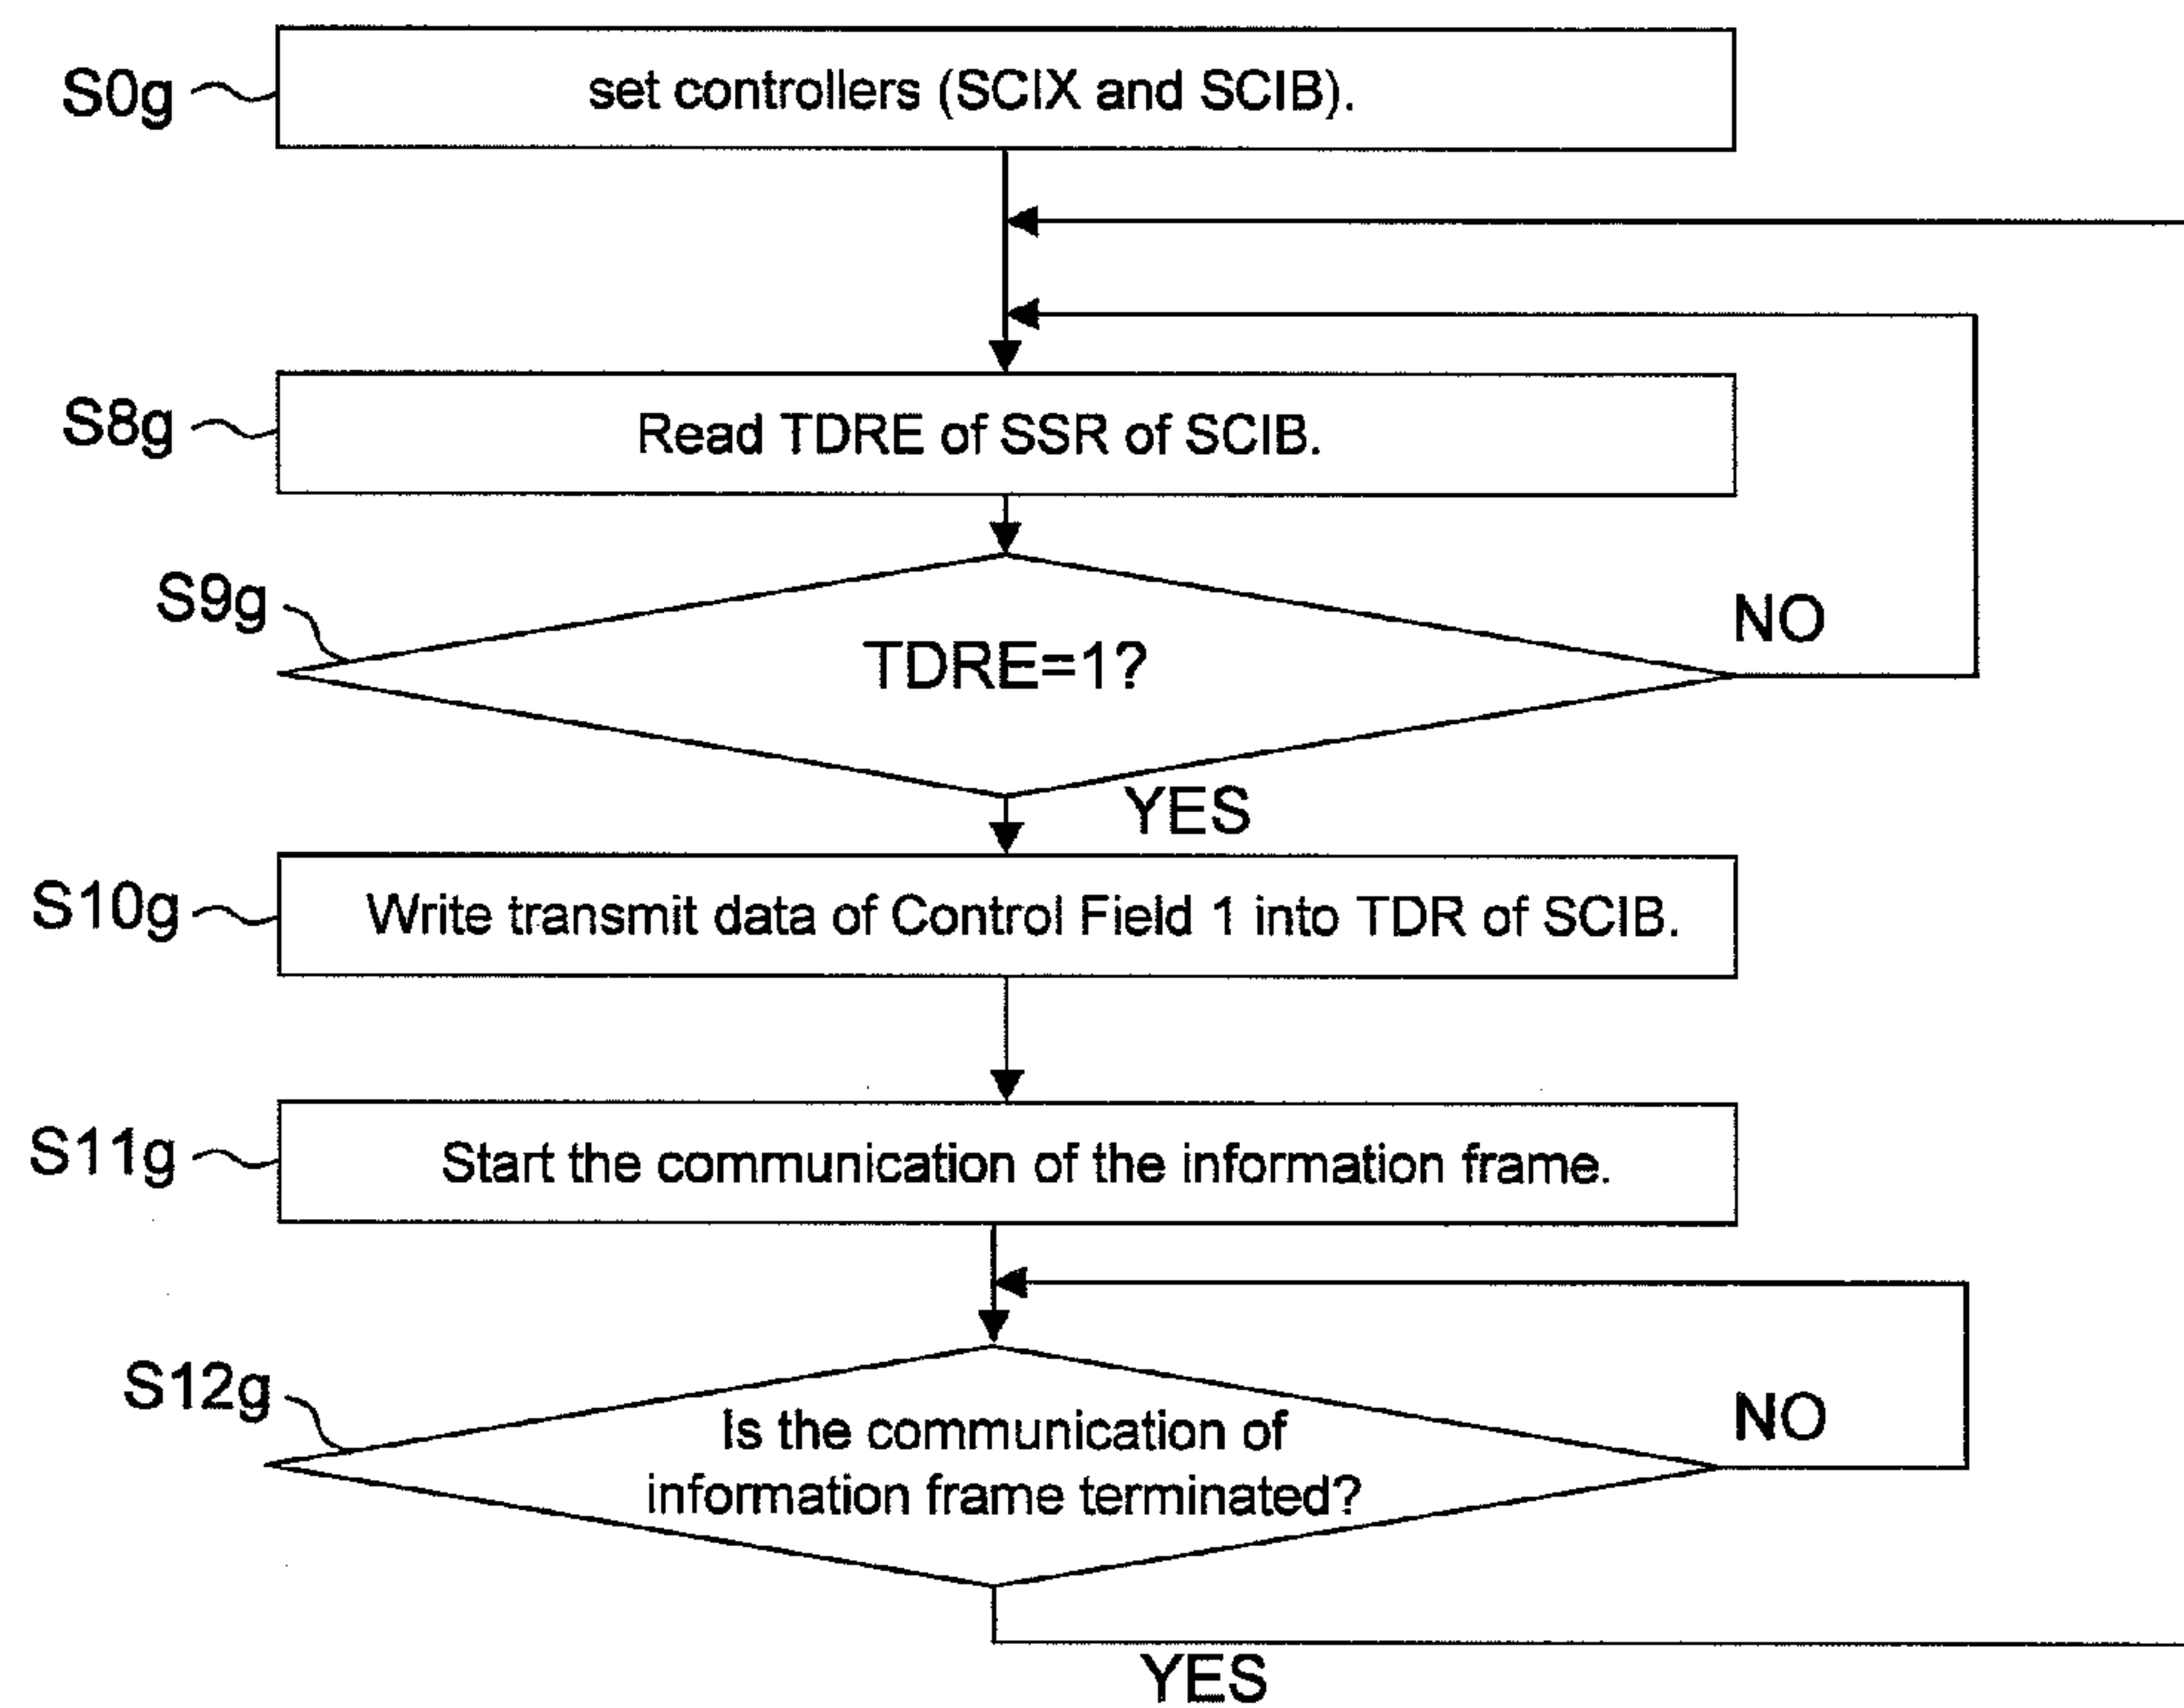 S0g
set controllers (SCIX and SCIB).
S8g
Read TDRE of SSR of SCIB.
S9g
TDRE=1?
NO
YES
S10g
Write transmit data of Control Field 1 into TDR of SCIB.
S11g
Start the communication of the information frame.
S12g
Is the communication of
information frame terminated?
NO
YES